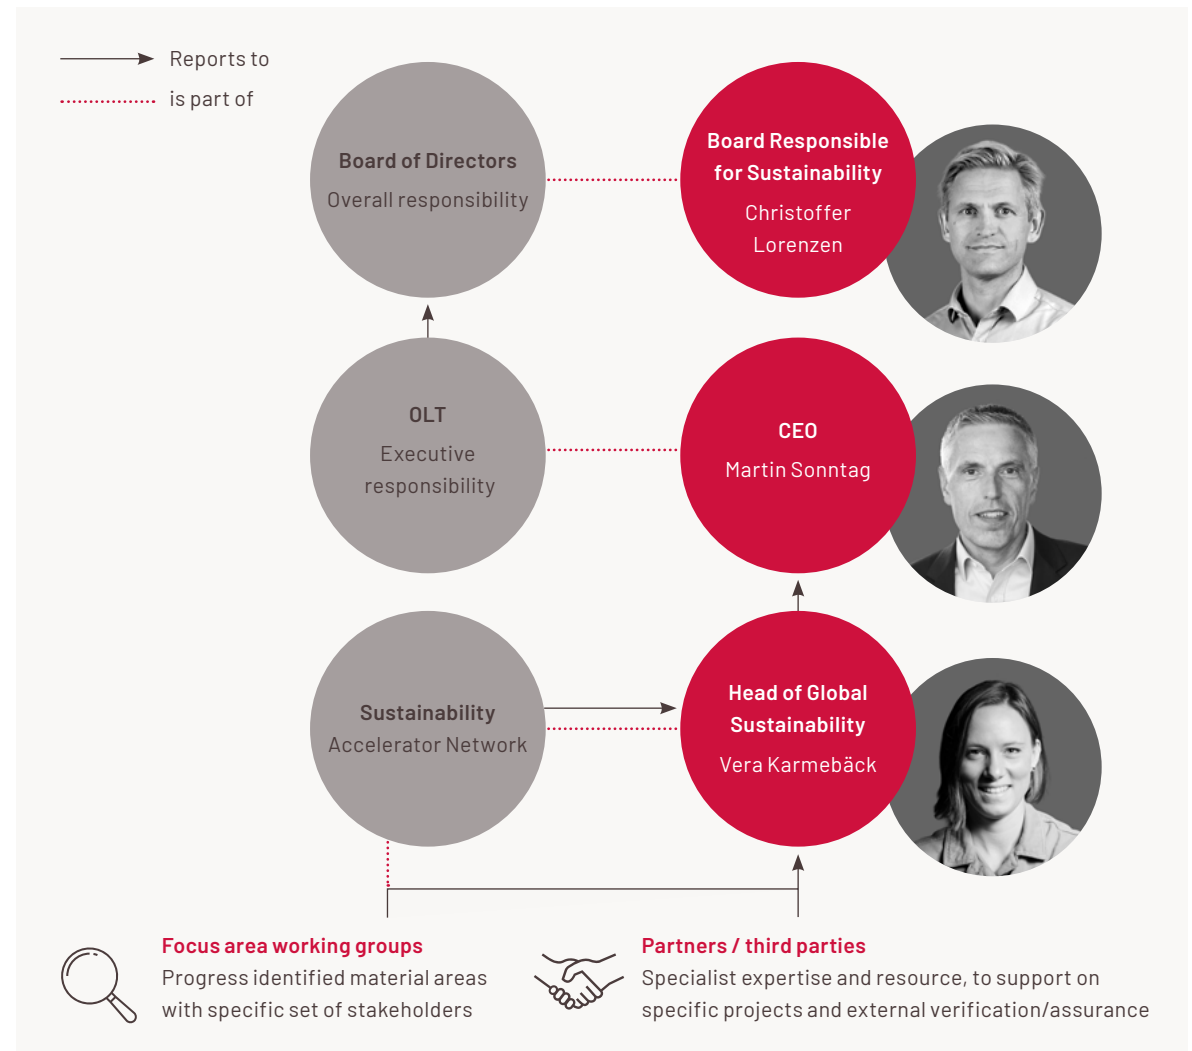 Reports to
is part of
Board of Directors
Overall responsibility
Board Responsible
for Sustainability
Christoffer
Lorenzen
OLT
Executive
responsibility
CEO
Martin Sonntag
Sustainability
Accelerator Network
Head of Global
Sustainability
Vera Karmebäck
Focus area working groups
Progress identified material areas
with specific set of stakeholders
Partners / third parties
Specialist expertise and resource, to support on
specific projects and external verification/assurance